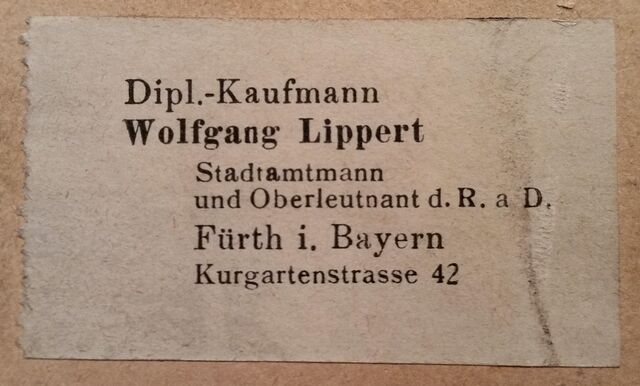 Dipl.-Kaufmann
Wolfgang Lippert
Stadtamtmann
und Oberleutnant d. R. a D.
Fürth i. Bayern
Kurgartenstrasse 42